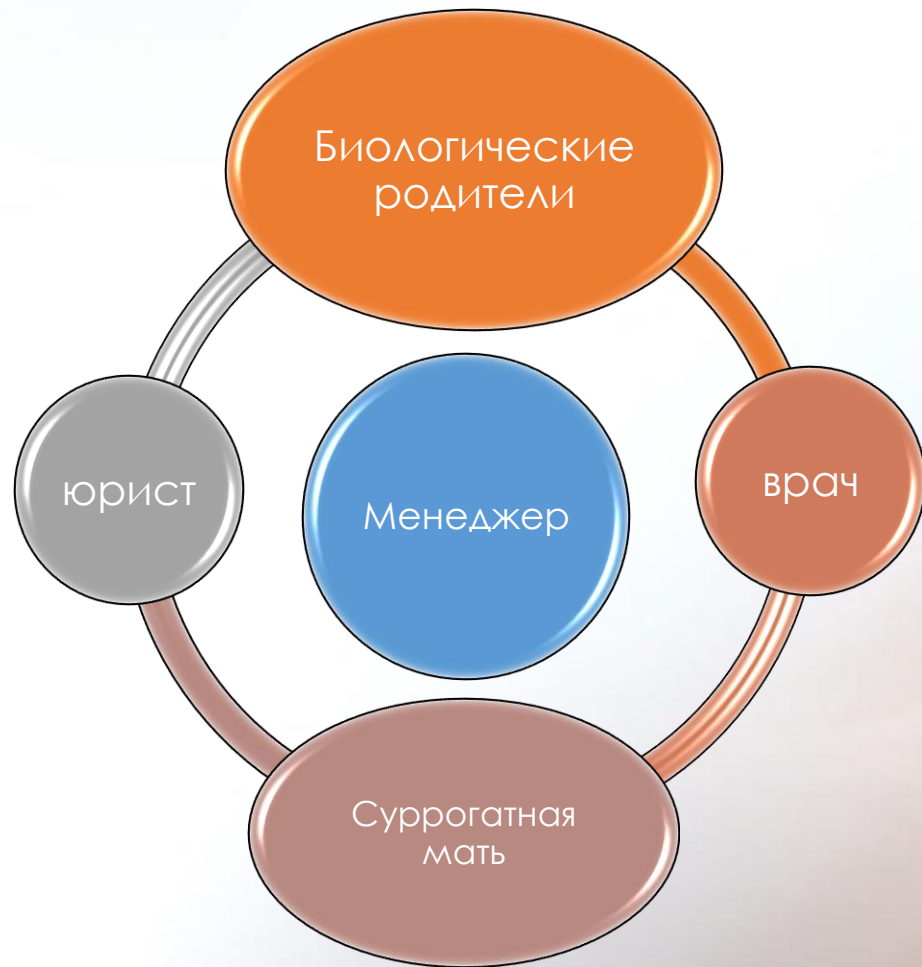 Биологические
родители
юрист
Менеджер
врач
Суррогатная
мать